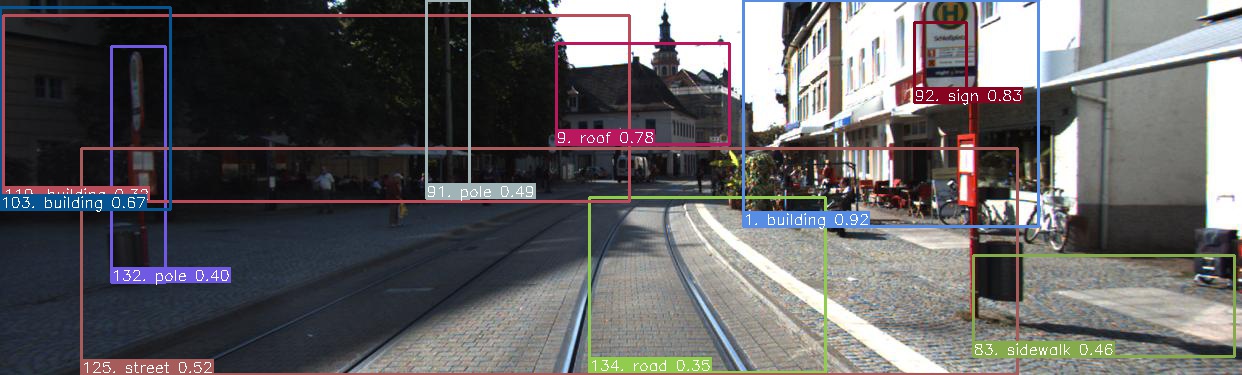 H
Schloßplatz
92. sign 0.83
9. roof 0.78
110. building 0.32
91. pole 0.49
103. building 0.67
1. building 0.92
132. pole 0.40
83. sidewalk 0.46
125. street 0.52
134. road 0.35